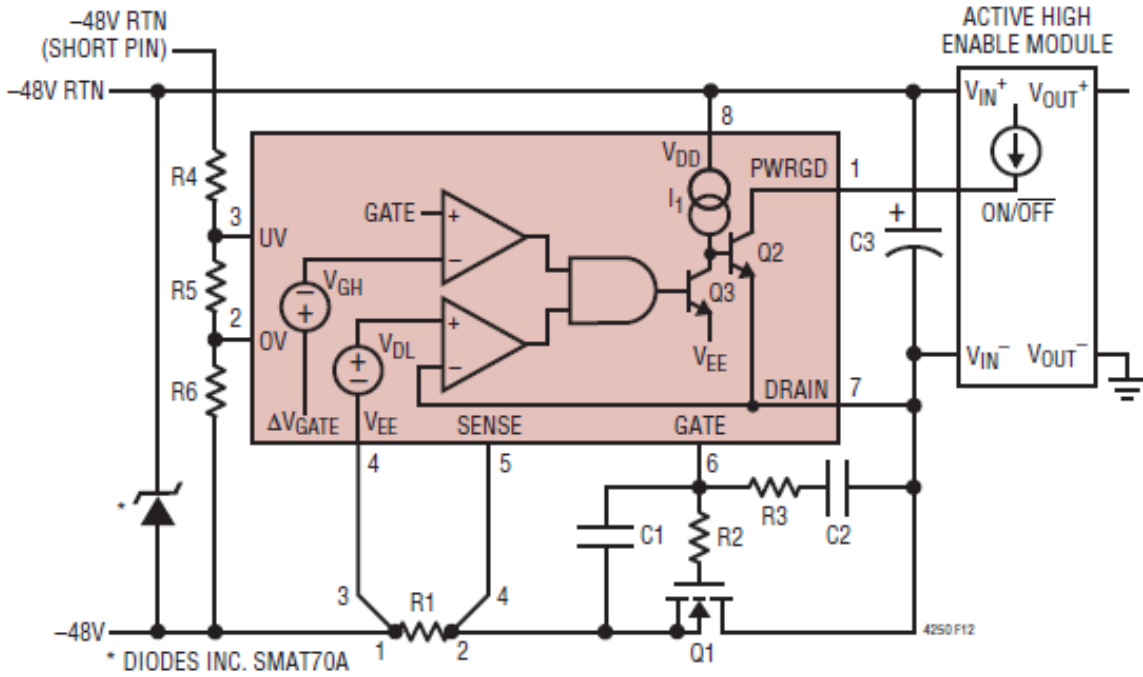 –48V RTN
(SHORT PIN)
–48V RTN
ACTIVE HIGH
ENABLE MODULE
VIN+
VOUT+
8
VDD
PWRGD
1
I1
ON/OFF
R4
GATE
+
–
3
UV
Q2
+
C3
R5
VGH
–
+
Q3
2
OV
VDL
+
–
+
–
VEE
VIN–
VOUT–
R6
DRAIN
7
ΔVGATE
VEE
SENSE
GATE
4
5
6
*
C1
R2
R3
C2
3
R1
4
–48V
1
2
Q1
4250 F12
* DIODES INC. SMAT70A